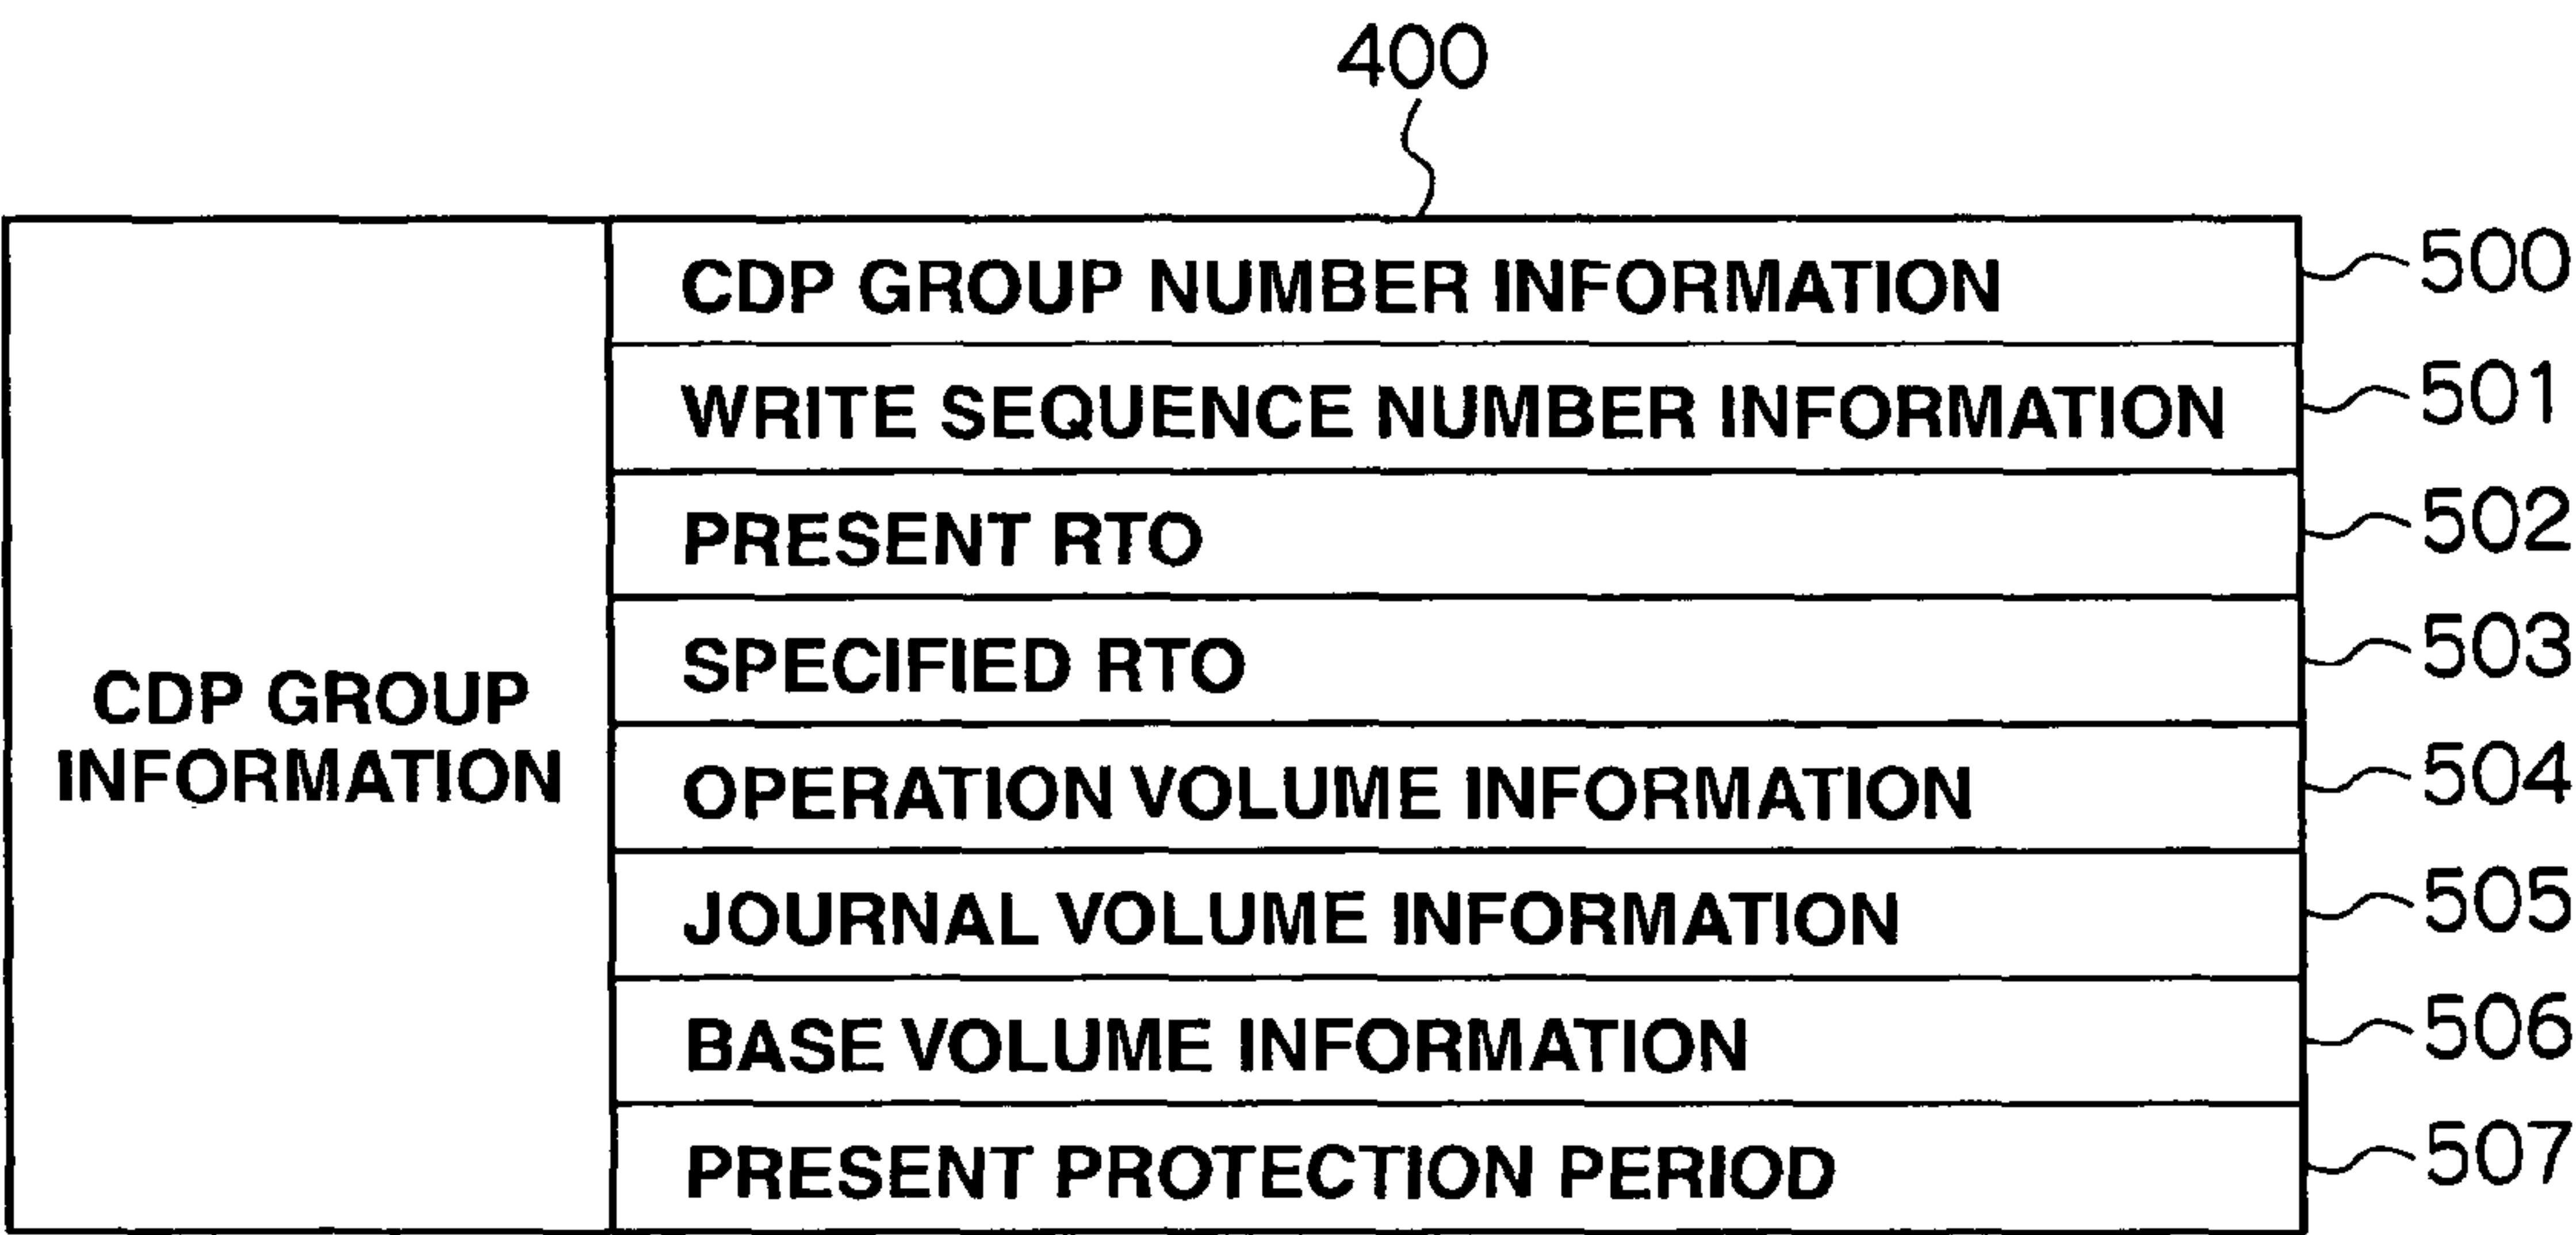 400
CDP GROUP INFORMATION
CDP GROUP NUMBER INFORMATION 500
WRITE SEQUENCE NUMBER INFORMATION 501
PRESENT RTO 502
SPECIFIED RTO 503
OPERATION VOLUME INFORMATION 504
JOURNAL VOLUME INFORMATION 505
BASE VOLUME INFORMATION 506
PRESENT PROTECTION PERIOD 507